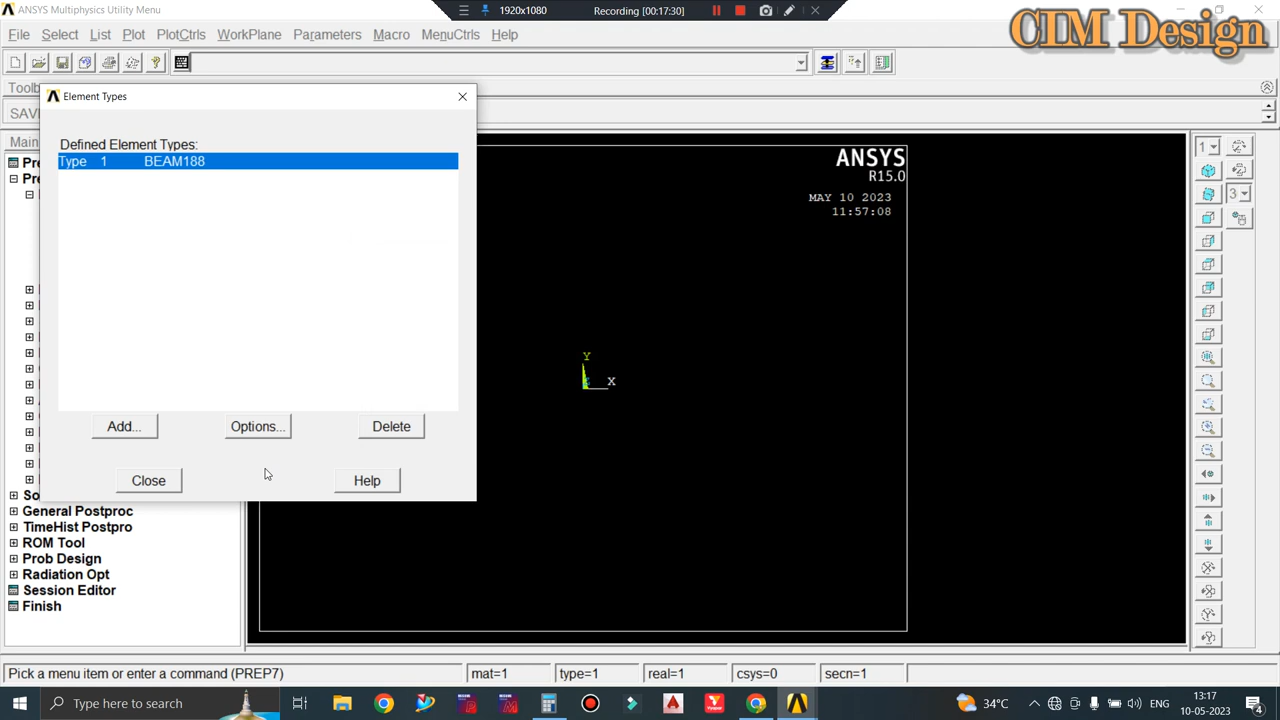 ANSYS Multiphysics Utility Menu
1920x1080
Recording [00:17:30]
CIM Design
File Select List Plot PlotCtrls WorkPlane Parameters Macro MenuCtrls Help
Element Types
Defined Element Types:
Type 1 BEAM188
Add... Options... Delete
Close Help
General Postproc
TimeHist Postpro
ROM Tool
Prob Design
Radiation Opt
Session Editor
Finish
ANSYS
R15.0
MAY 10 2023
11:57:08
Y
X
1
3
Pick a menu item or enter a command (PREP7)
mat=1
type=1
real=1
csys=0
secn=1
Type here to search
34°C
ENG
13:17
10-05-2023
4